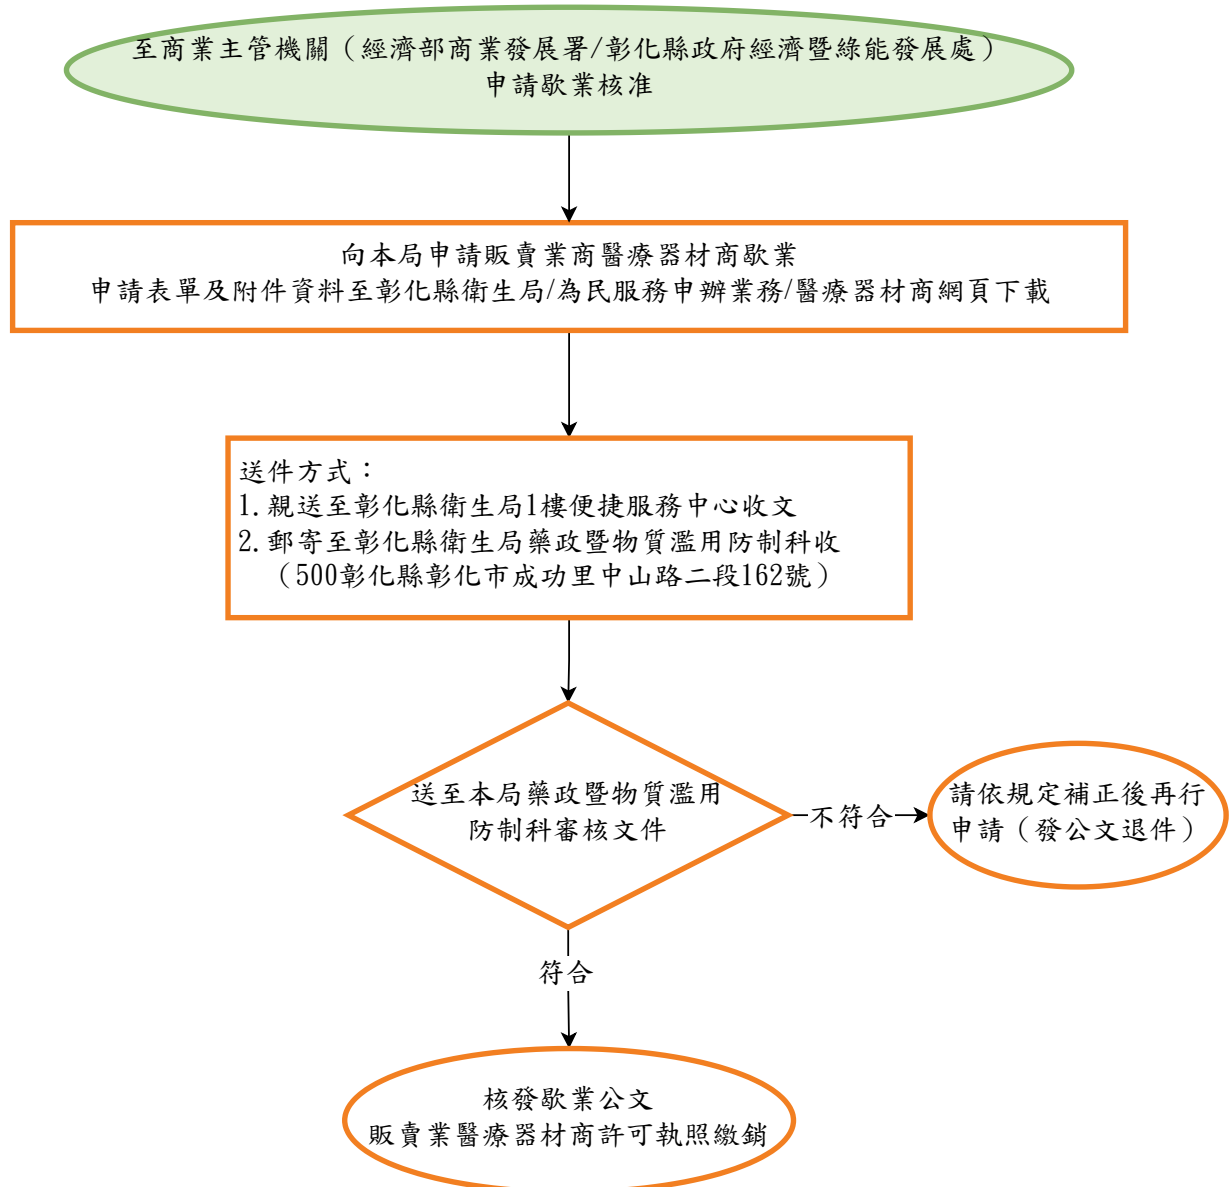 至商業主管機關（經濟部商業發展署/彰化縣政府經濟暨綠能發展處）
申請歇業核准
向本局申請販賣業商醫療器材商歇業
申請表單及附件資料至彰化縣衛生局/為民服務申辦業務/醫療器材商網頁下載
送件方式：
1. 親送至彰化縣衛生局1樓便捷服務中心收文
2. 郵寄至彰化縣衛生局藥政暨物質濫用防制科收
（500彰化縣彰化市成功里中山路二段162號）
送至本局藥政暨物質濫用
防制科審核文件
不符合
請依規定補正後再行
申請（發公文退件）
符合
核發歇業公文
販賣業醫療器材商許可執照繳銷